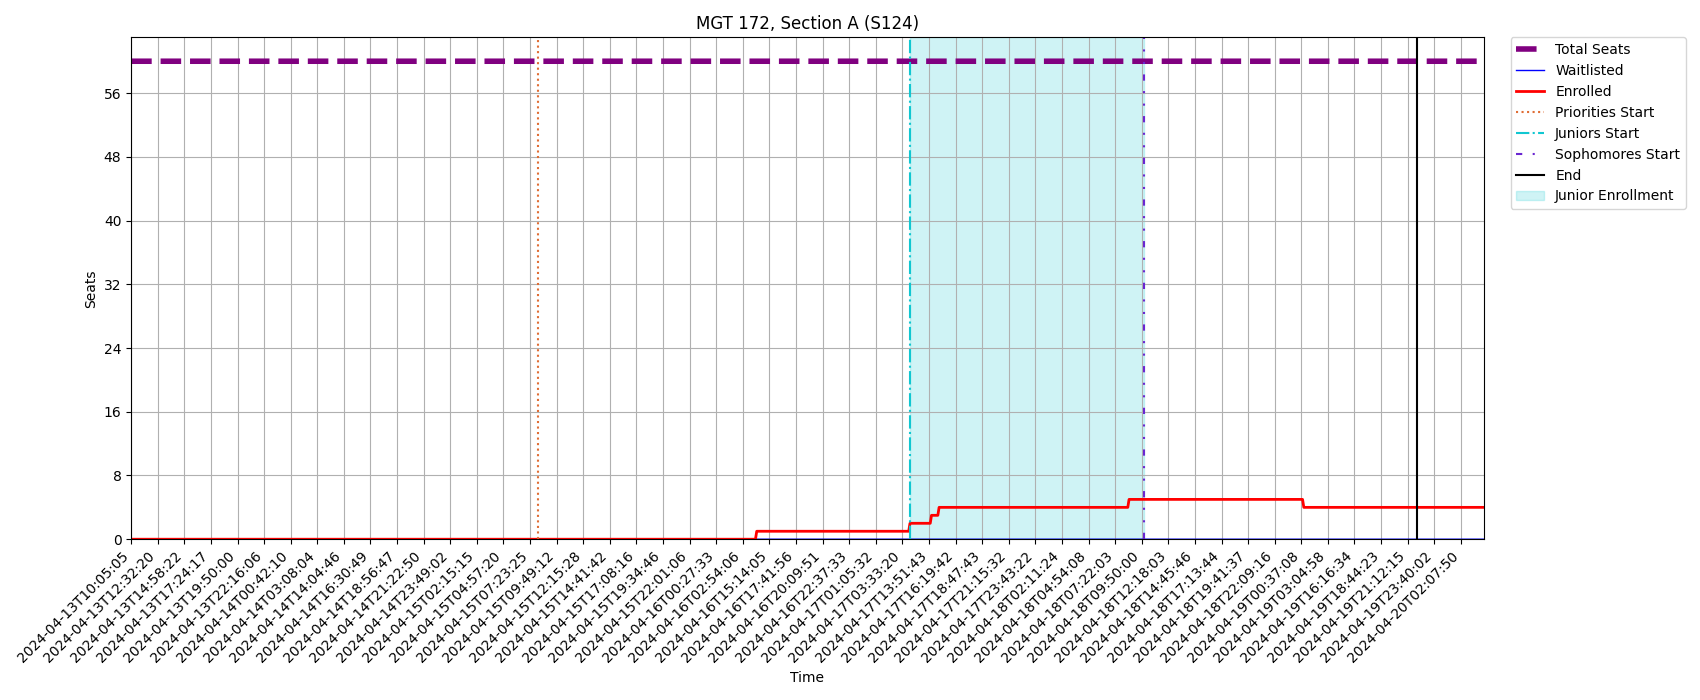 MGT 172, Section A (S124)
Total Seats
Waitlisted
Enrolled
Priorities Start
Juniors Start
Sophomores Start
End
Junior Enrollment
Seats
56
48
40
32
24
16
8
0
2024-04-13T10:05:05
2024-04-13T12:32:20
2024-04-13T14:58:22
2024-04-13T17:24:17
2024-04-13T19:50:00
2024-04-13T22:16:06
2024-04-14T00:42:10
2024-04-14T03:08:04
2024-04-14T14:04:46
2024-04-14T16:30:49
2024-04-14T18:56:47
2024-04-14T21:22:50
2024-04-14T23:49:02
2024-04-15T02:15:15
2024-04-15T04:57:20
2024-04-15T07:23:25
2024-04-15T09:49:12
2024-04-15T12:15:28
2024-04-15T14:41:42
2024-04-15T17:08:16
2024-04-15T19:34:46
2024-04-15T22:01:06
2024-04-16T00:27:33
2024-04-16T02:54:06
2024-04-16T15:14:05
2024-04-16T17:41:56
2024-04-16T20:09:51
2024-04-16T22:37:33
2024-04-17T01:05:32
2024-04-17T03:33:20
2024-04-17T13:51:43
2024-04-17T16:19:42
2024-04-17T18:47:43
2024-04-17T21:15:32
2024-04-17T23:43:22
2024-04-18T02:11:24
2024-04-18T04:54:08
2024-04-18T07:22:03
2024-04-18T09:50:00
2024-04-18T12:18:03
2024-04-18T14:45:46
2024-04-18T17:13:44
2024-04-18T19:41:37
2024-04-18T22:09:16
2024-04-19T00:37:08
2024-04-19T03:04:58
2024-04-19T16:16:34
2024-04-19T18:44:23
2024-04-19T21:12:15
2024-04-19T23:40:02
2024-04-20T02:07:50
Time